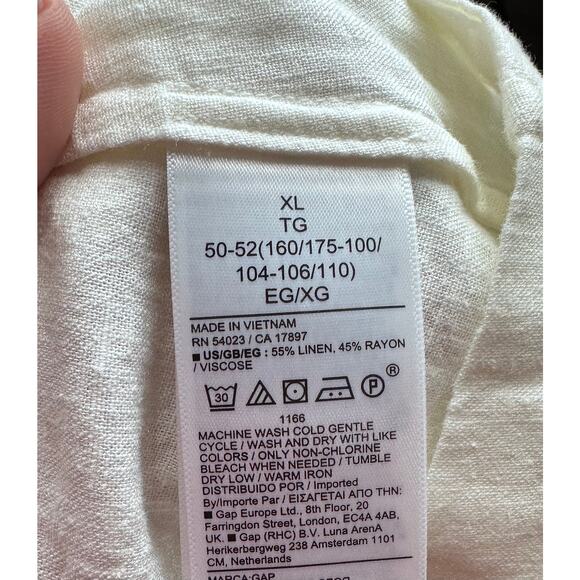 XL
TG
50-52(160/175-100/
104-106/110)
EG/XG
MADE IN VIETNAM
RN 54023 / CA 17897
■ US/GB/EG : 55% LINEN, 45% RAYON
/ VISCOSE
30 P ®
1166
MACHINE WASH COLD GENTLE
CYCLE / WASH AND DRY WITH LIKE
COLORS / ONLY NON-CHLORINE
BLEACH WHEN NEEDED / TUMBLE
DRY LOW / WARM IRON
DISTRIBUIDO POR / Imported
By/Importe Par / ΕΙΣΑΓΕΤΑΙ ΑΠΟ ΤΗΝ:
■ Gap Europe Ltd., 8th Floor, 20
Farringdon Street, London, EC4A 4AB,
UK. ■ Gap (RHC) B.V. Luna ArenA
Herikerbergweg 238 Amsterdam 1101
CM, Netherlands
MARCA:GAP